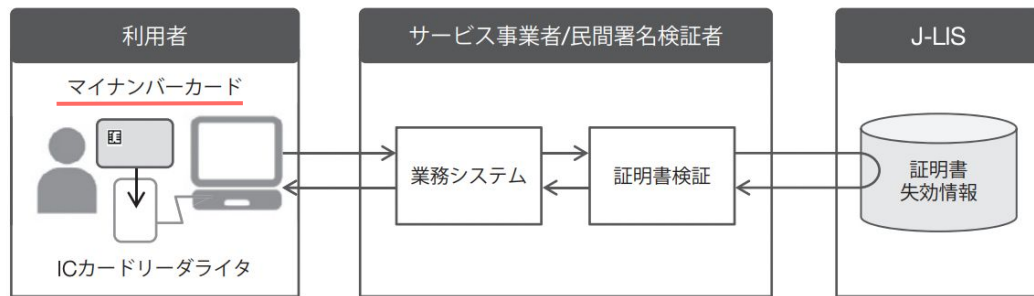 利用者
マイナンバーカード
ICカードリーダライタ
サービス事業者/民間署名検証者
業務システム
証明書検証
J-LIS
証明書
失効情報